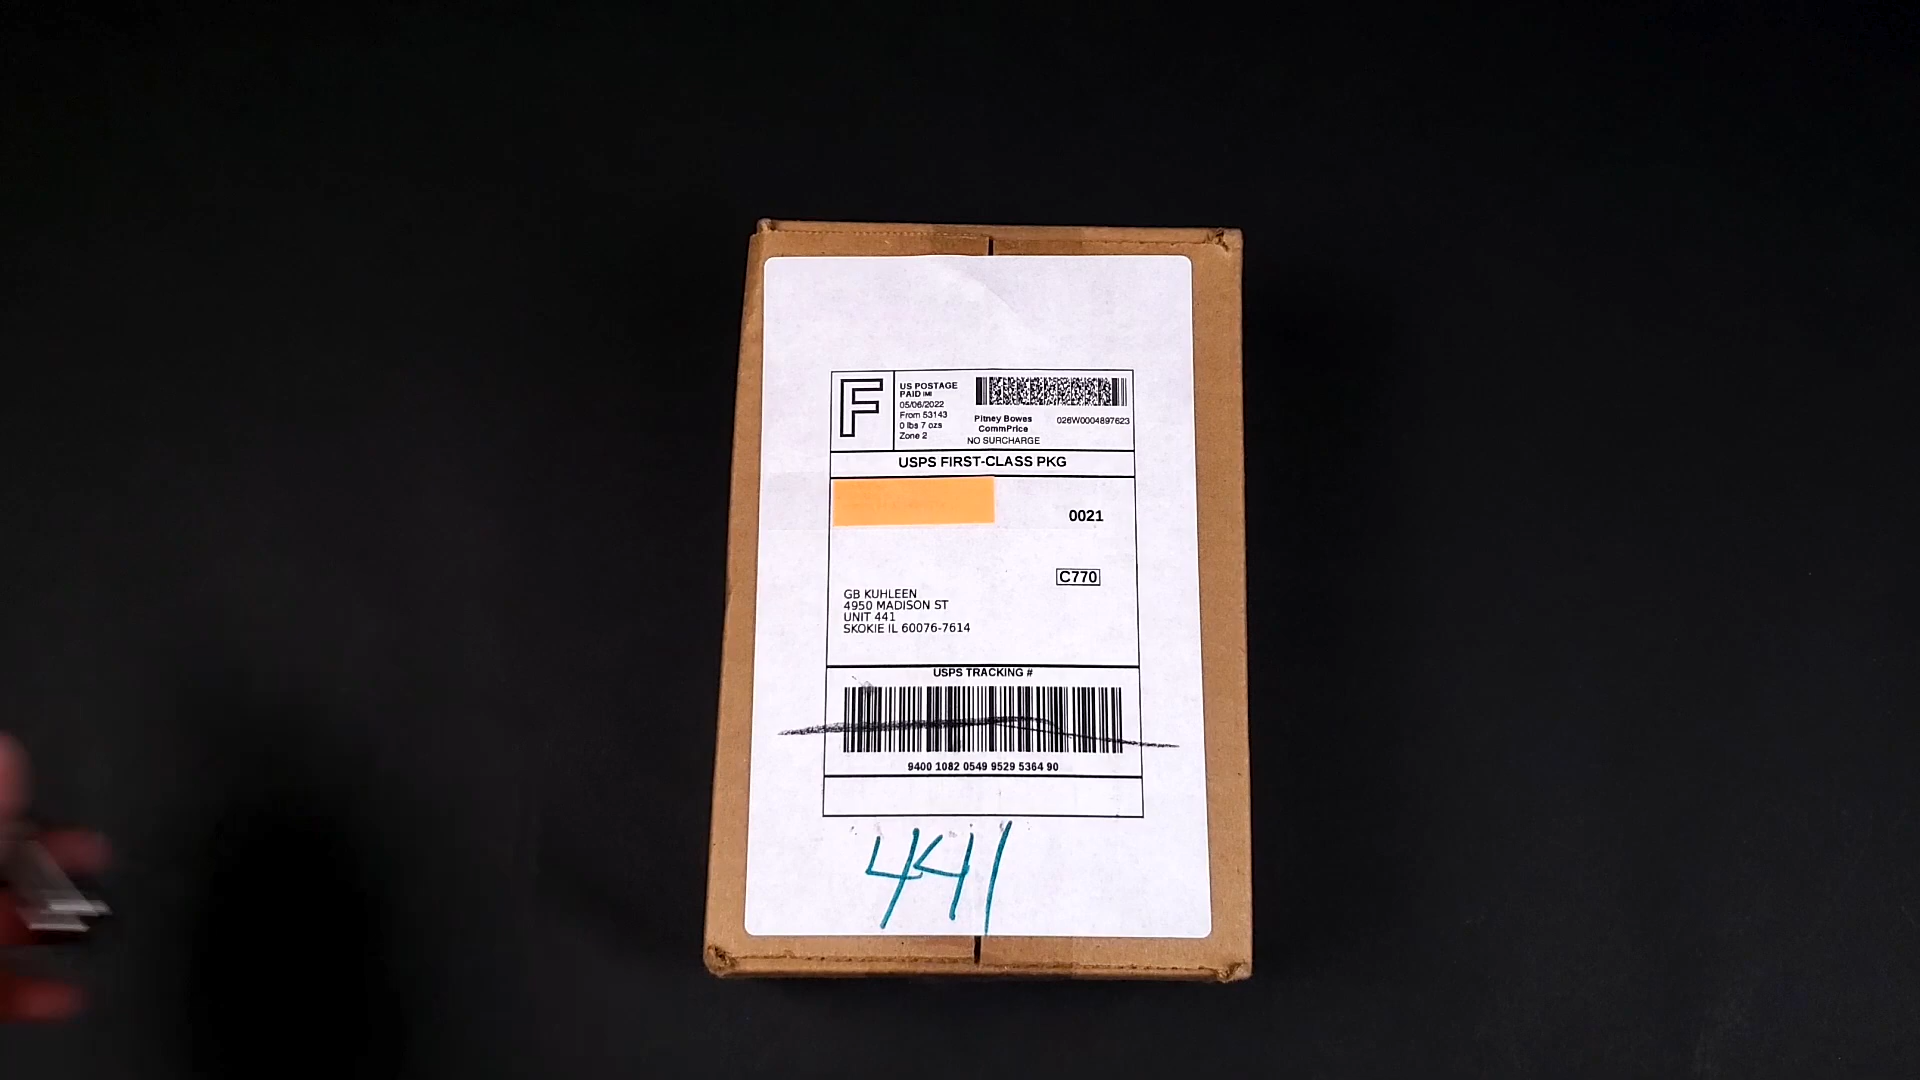 F
US POSTAGE
PAID IMI
05/06/2022
From 53143
0 lbs 7 ozs
Zone 2
Pitney Bowes
CommPrice
026W0004897623
NO SURCHARGE
USPS FIRST-CLASS PKG
0021
C770
GB KUHLEEN
4950 MADISON ST
UNIT 441
SKOKIE IL 60076-7614
USPS TRACKING #
9400 1082 0549 9529 5364 90
441